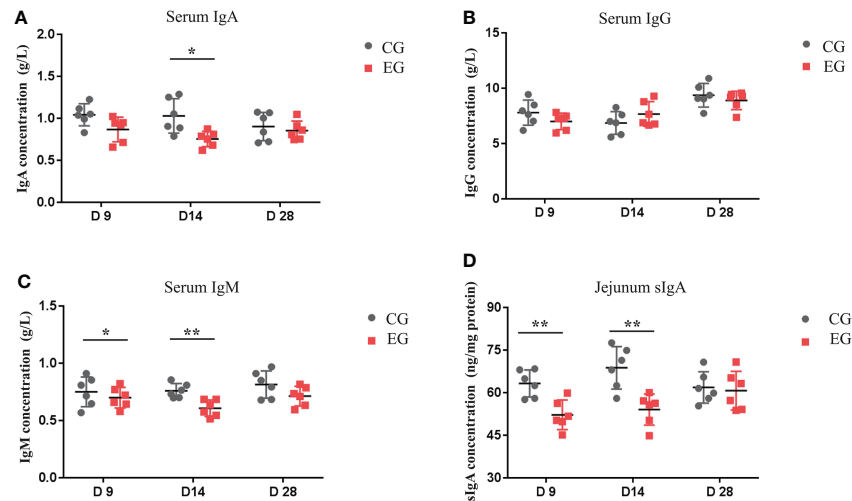 A
Serum IgA
IgA concentration (g/L)
2.0
1.5
1.0
0.5
0.0
*
D 9
D14
D 28
CG
EG
B
Serum IgG
IgG concentration (g/L)
15
10
5
0
D 9
D14
D 28
CG
EG
C
Serum IgM
IgM concentration (g/L)
1.5
1.0
0.5
0.0
*
**
D 9
D14
D 28
CG
EG
D
Jejunum sIgA
sIgA concentration (ng/mg protein)
90
75
60
45
30
**
**
D 9
D14
D 28
CG
EG